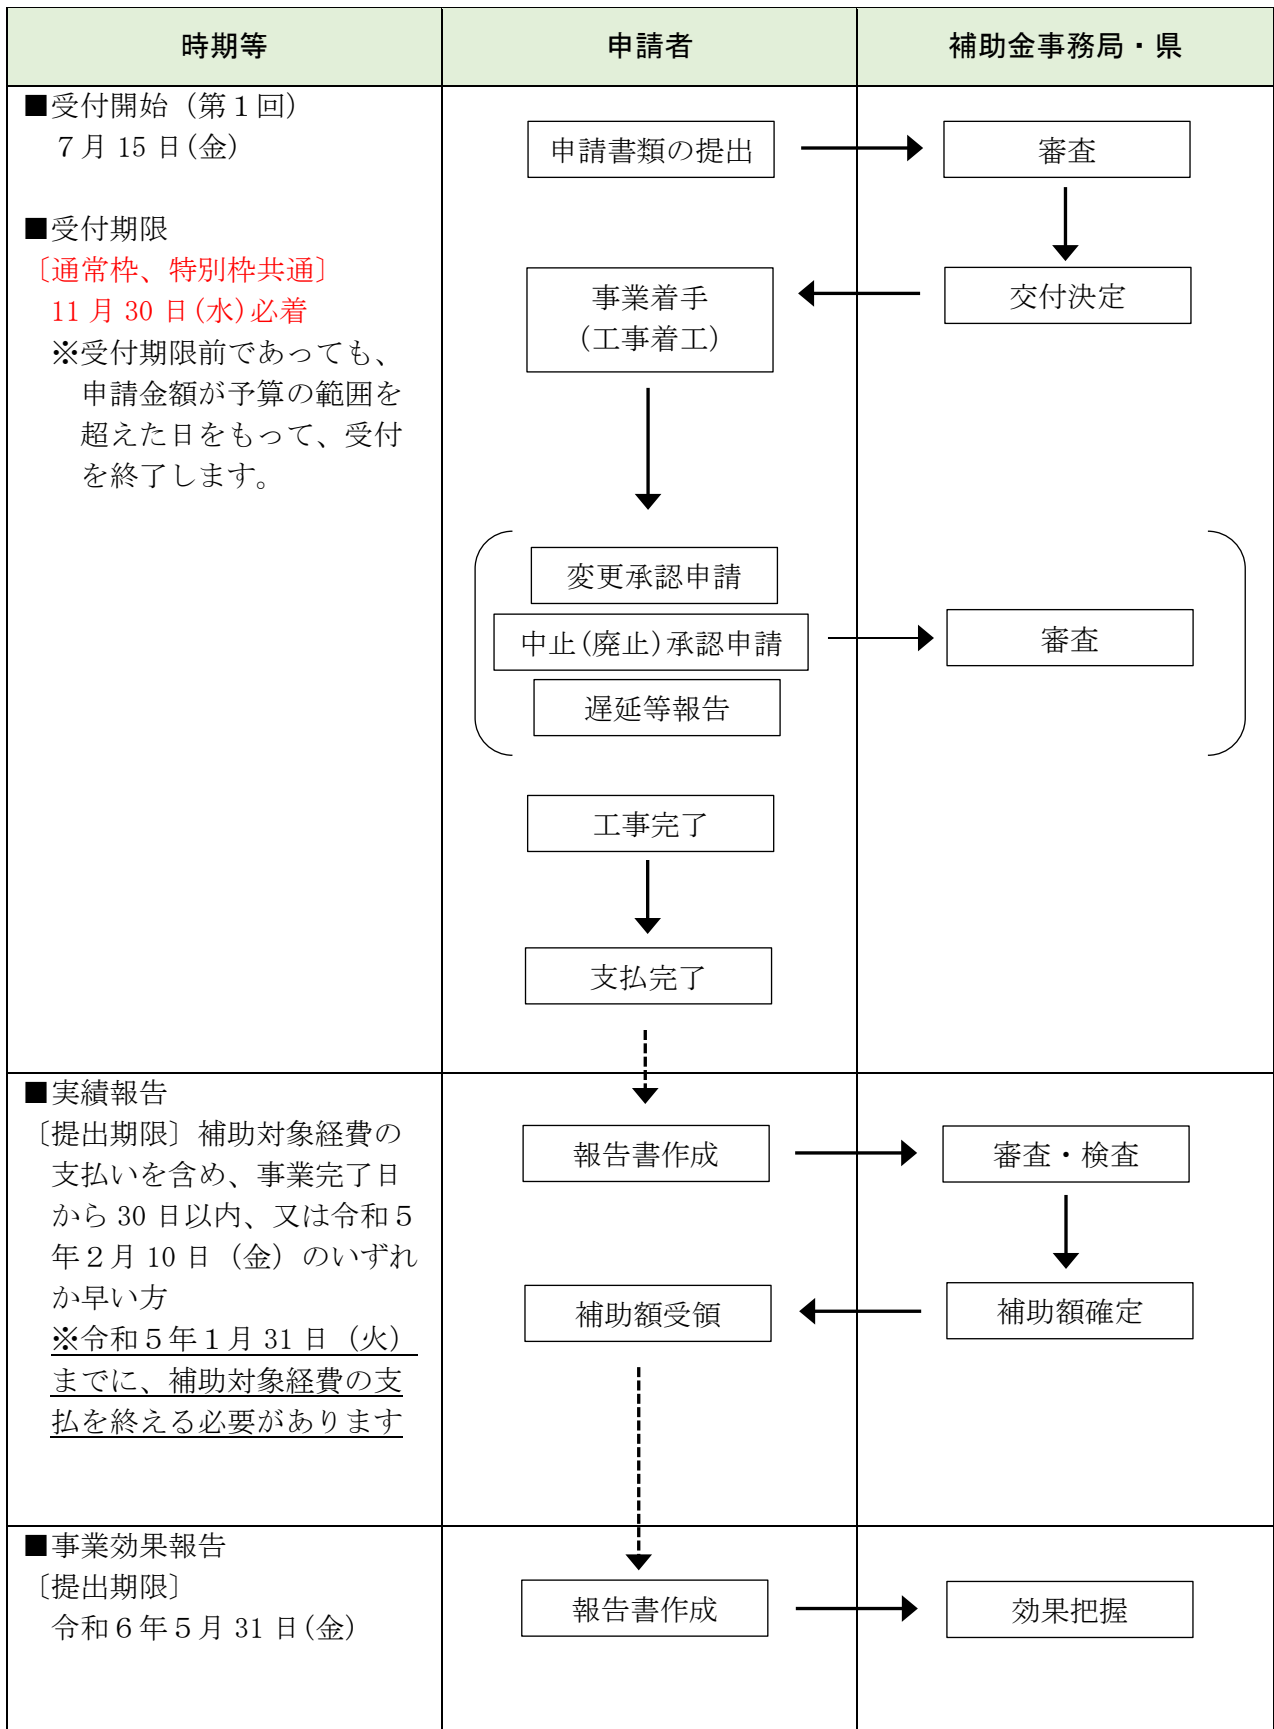 時期等
申請者
補助金事務局・県
■受付開始（第１回）
７月 15 日(金)
■受付期限
〔通常枠、特別枠共通〕
11 月 30 日(水)必着
※受付期限前であっても、
申請金額が予算の範囲を
超えた日をもって、受付
を終了します。
申請書類の提出
審査
事業着手
(工事着工)
交付決定
変更承認申請
中止(廃止)承認申請
審査
遅延等報告
工事完了
支払完了
■実績報告
〔提出期限〕補助対象経費の
支払いを含め、事業完了日
から 30 日以内、又は令和５
年２月 10 日（金）のいずれ
か早い方
※令和５年１月 31 日（火）
までに、補助対象経費の支
払を終える必要があります
報告書作成
審査・検査
補助額受領
補助額確定
■事業効果報告
〔提出期限〕
令和６年５月 31 日(金)
報告書作成
効果把握